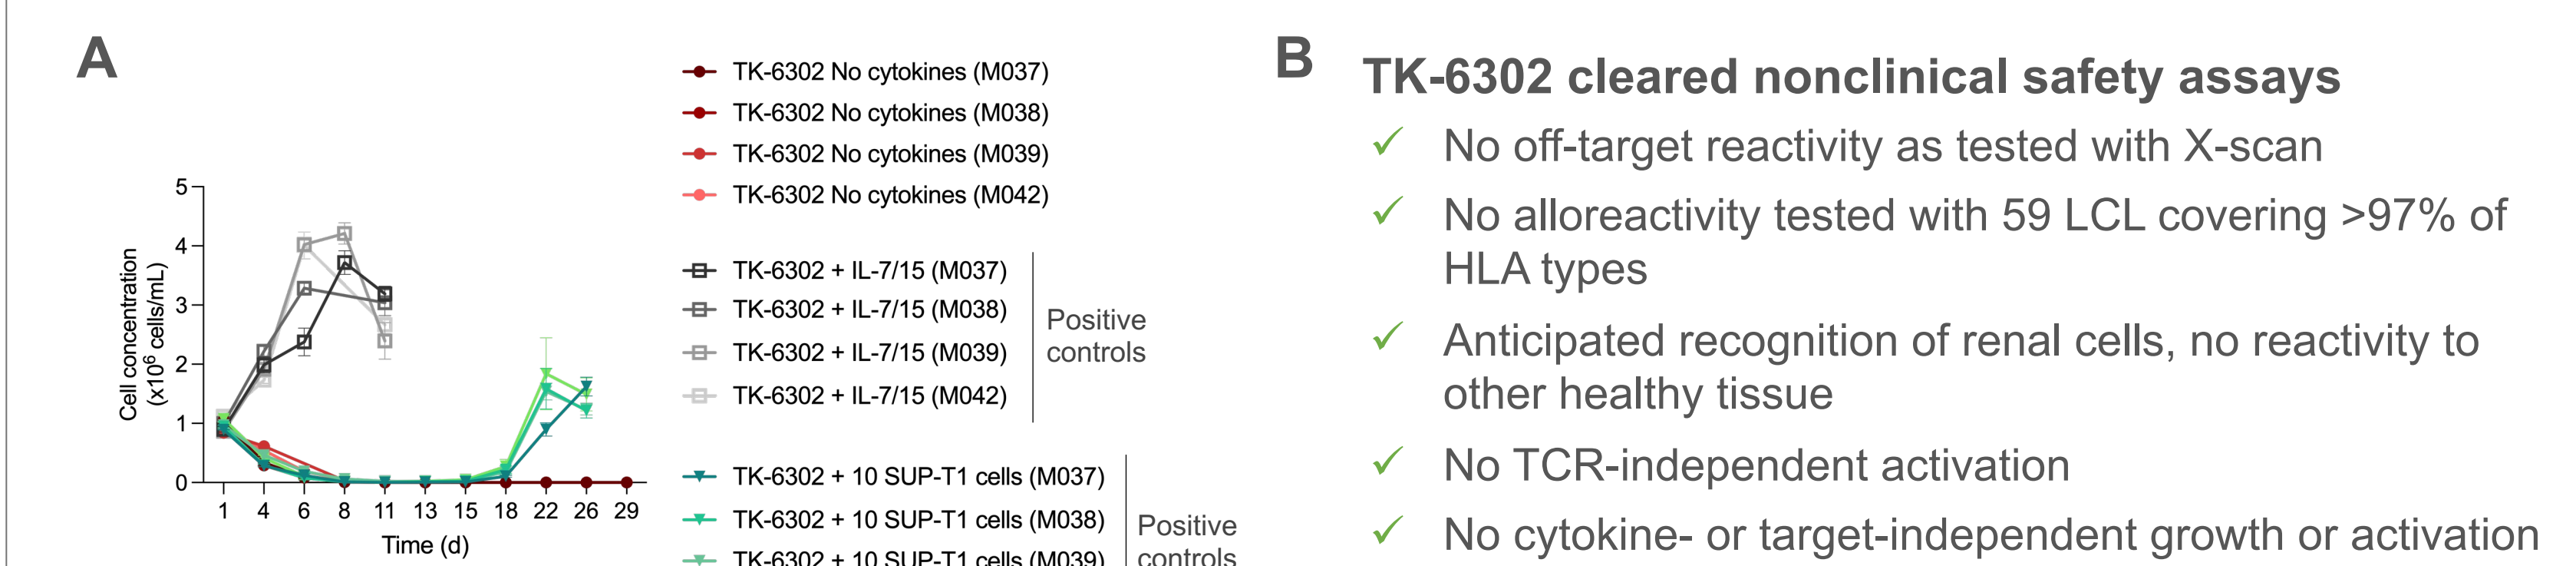 A
TK-6302 No cytokines (M037)
TK-6302 No cytokines (M038)
TK-6302 No cytokines (M039)
TK-6302 No cytokines (M042)
TK-6302 + IL-7/15 (M037)
TK-6302 + IL-7/15 (M038)
TK-6302 + IL-7/15 (M039)
TK-6302 + IL-7/15 (M042)
Positive
controls
TK-6302 + 10 SUP-T1 cells (M037)
TK-6302 + 10 SUP-T1 cells (M038)
TK-6302 + 10 SUP-T1 cells (M039)
Positive
controls
Cell concentration
(x10⁶ cells/mL)
5
4
3
2
1
0
1 4 6 8 11 13 15 18 22 26 29
Time (d)
B
TK-6302 cleared nonclinical safety assays
✓ No off-target reactivity as tested with X-scan
✓ No alloreactivity tested with 59 LCL covering >97% of
HLA types
✓ Anticipated recognition of renal cells, no reactivity to
other healthy tissue
✓ No TCR-independent activation
✓ No cytokine- or target-independent growth or activation